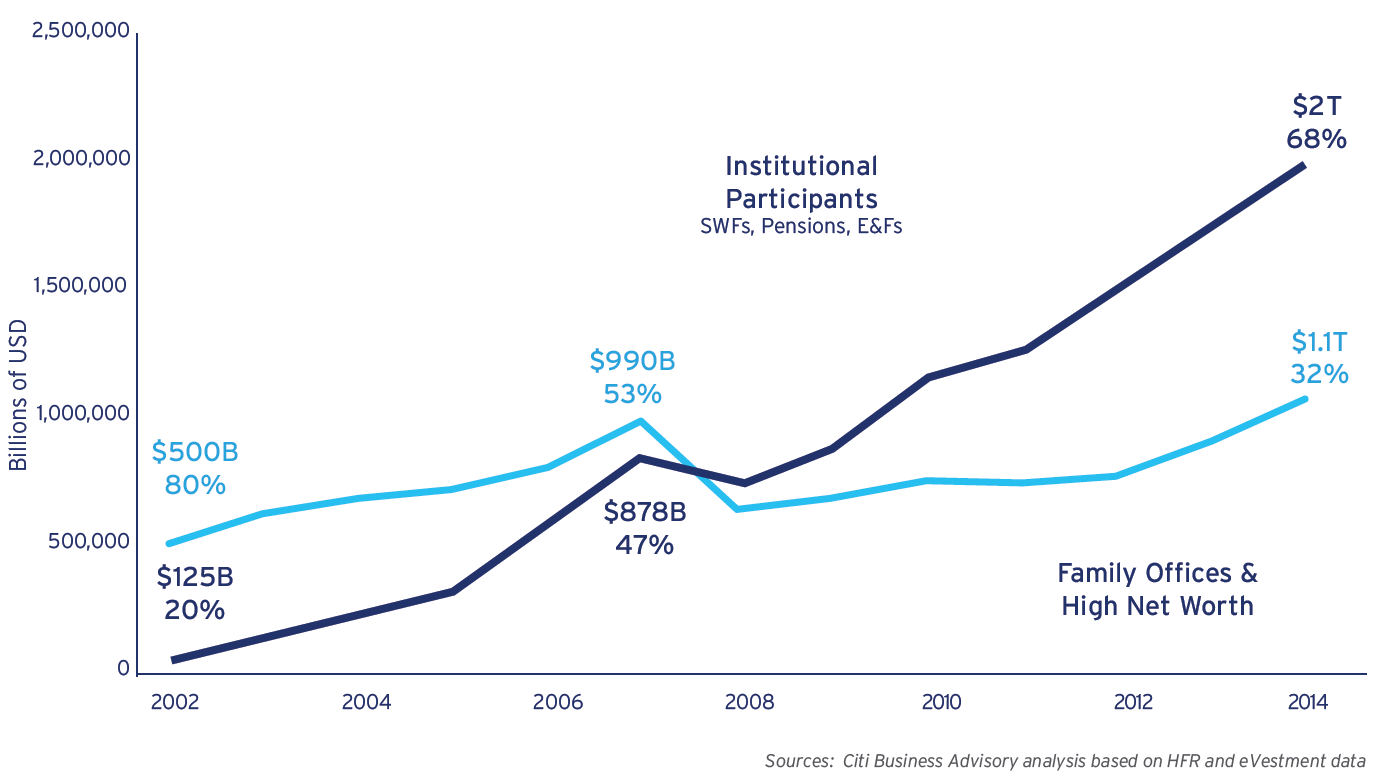 2,500,000
2,000,000
1,500,000
1,000,000
500,000
0
Billions of USD
$500B
80%
$125B
20%
$990B
53%
$878B
47%
Institutional
Participants
SWFs, Pensions, E&Fs
$2T
68%
$1.1T
32%
Family Offices &
High Net Worth
2002
2004
2006
2008
2010
2012
2014
Sources: Citi Business Advisory analysis based on HFR and eVestment data